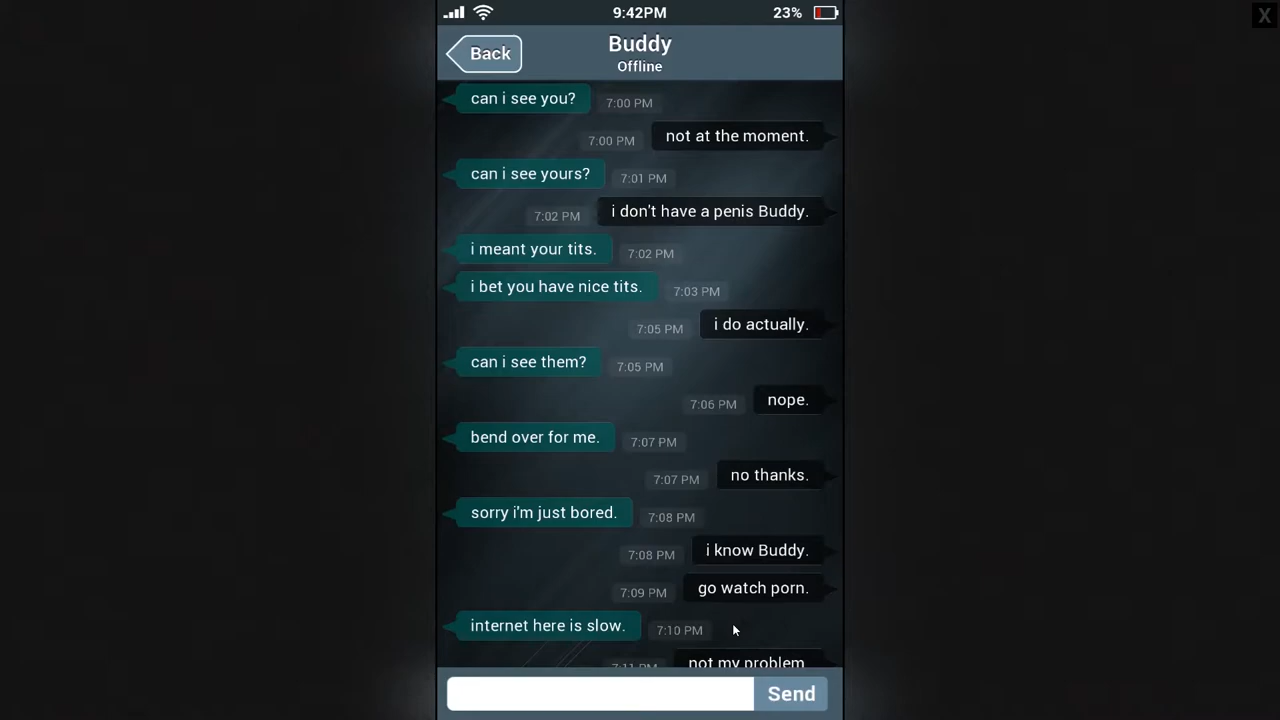 9:42PM
23%
X
Back
Buddy
Offline
can i see you?
7:00 PM
7:00 PM
not at the moment.
can i see yours?
7:01 PM
7:02 PM
i don't have a penis Buddy.
i meant your tits.
7:02 PM
i bet you have nice tits.
7:03 PM
7:05 PM
i do actually.
can i see them?
7:05 PM
7:06 PM
nope.
bend over for me.
7:07 PM
7:07 PM
no thanks.
sorry i'm just bored.
7:08 PM
7:08 PM
i know Buddy.
7:09 PM
go watch porn.
internet here is slow.
7:10 PM
7:11 PM
not my problem
Send